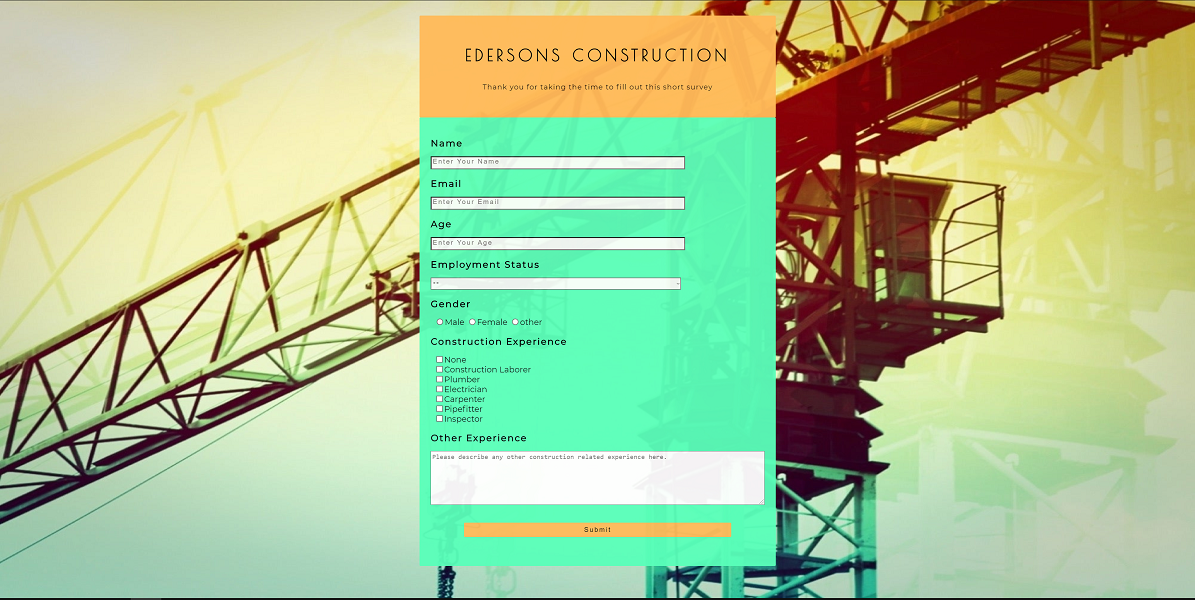 EDERSONS CONSTRUCTION
Thank you for taking the time to fill out this short survey
Name
Enter Your Name
Email
Enter Your Email
Age
Enter Your Age
Employment Status
--
Gender
Male Female other
Construction Experience
None
Construction Laborer
Plumber
Electrician
Carpenter
Pipefitter
Inspector
Other Experience
Please describe any other construction related experience here.
Submit